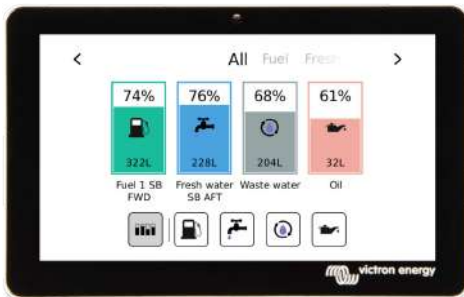 All Fuel Fresh
74% 76% 68% 61%
322L 228L 204L 32L
Fuel 1 SB Fresh water Waste water Oil
FWD SB AFT
victron energy